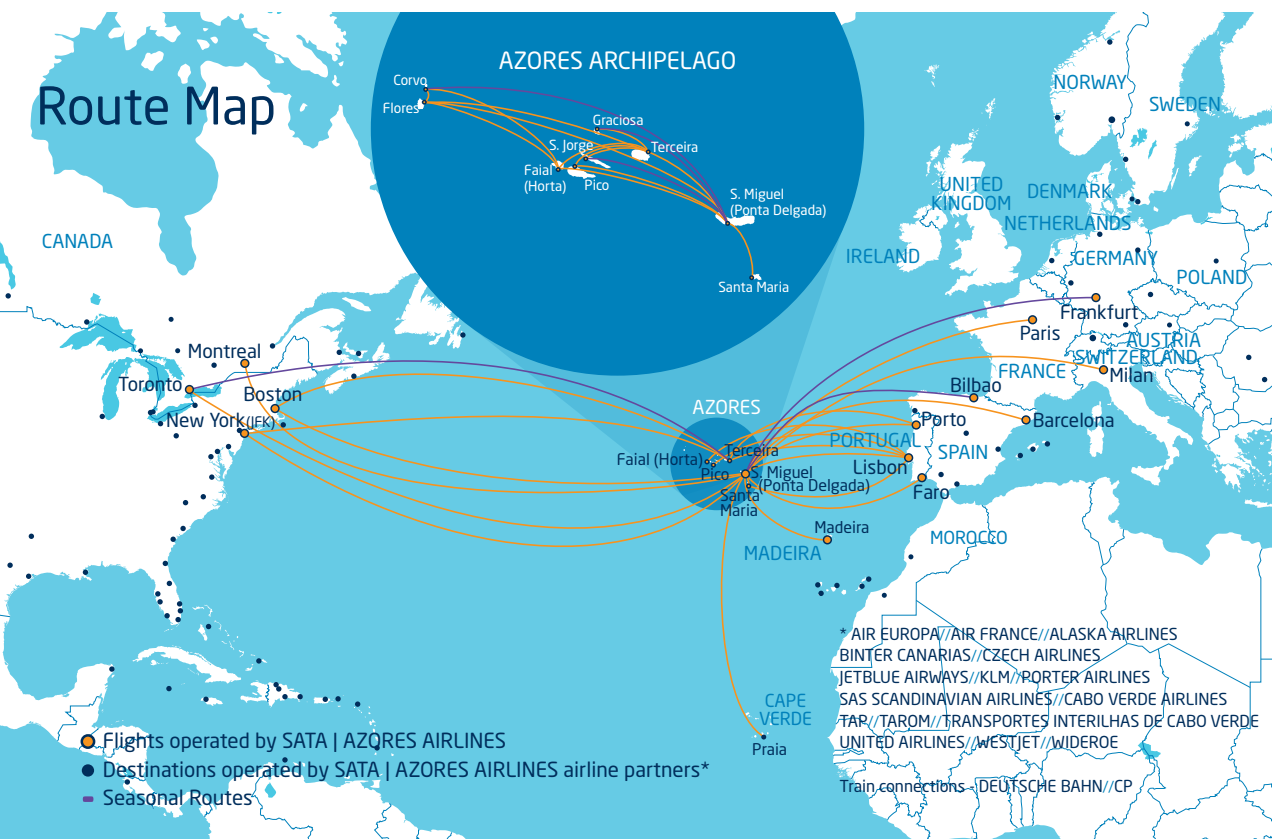 Route Map
AZORES ARCHIPELAGO
Corvo
Flores
Graciosa
S. Jorge
Terceira
Faial
(Horta)
Pico
S. Miguel
(Ponta Delgada)
Santa Maria
NORWAY
SWEDEN
UNITED
KINGDOM
DENMARK
NETHERLANDS
IRELAND
GERMANY
POLAND
CANADA
Frankfurt
Paris
AUSTRIA
SWITZERLAND
FRANCE
Milan
Bilbao
Barcelona
Porto
PORTUGAL
SPAIN
Lisbon
Faro
Montreal
Toronto
Boston
New York (JFK)
AZORES
Terceira
Faial (Horta)
Pico
S. Miguel
(Ponta Delgada)
Santa
Maria
Madeira
MADEIRA
MOROCCO
CAPE
VERDE
Praia
* AIR EUROPA//AIR FRANCE//ALASKA AIRLINES
BINTER CANARIAS//CZECH AIRLINES
JETBLUE AIRWAYS//KLM//PORTER AIRLINES
SAS SCANDINAVIAN AIRLINES//CABO VERDE AIRLINES
TAP//TAROM//TRANSPORTES INTERILHAS DE CABO VERDE
UNITED AIRLINES//WESTJET//WIDEROE
Train connections - DEUTSCHE BAHN//CP
Flights operated by SATA | AZORES AIRLINES
Destinations operated by SATA | AZORES AIRLINES airline partners*
Seasonal Routes